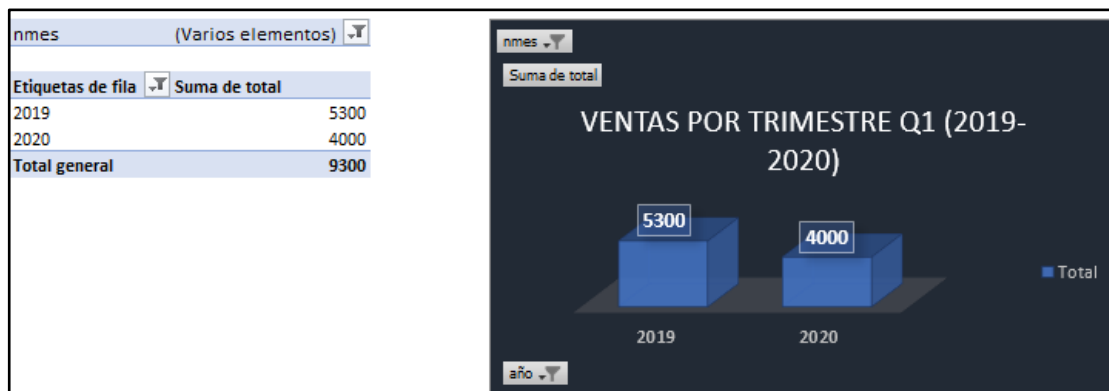 nmes (Varios elementos)
Etiquetas de fila Suma de total
2019 5300
2020 4000
Total general 9300
nmes
Suma de total
VENTAS POR TRIMESTRE Q1 (2019-
2020)
5300
4000
Total
2019 2020
año